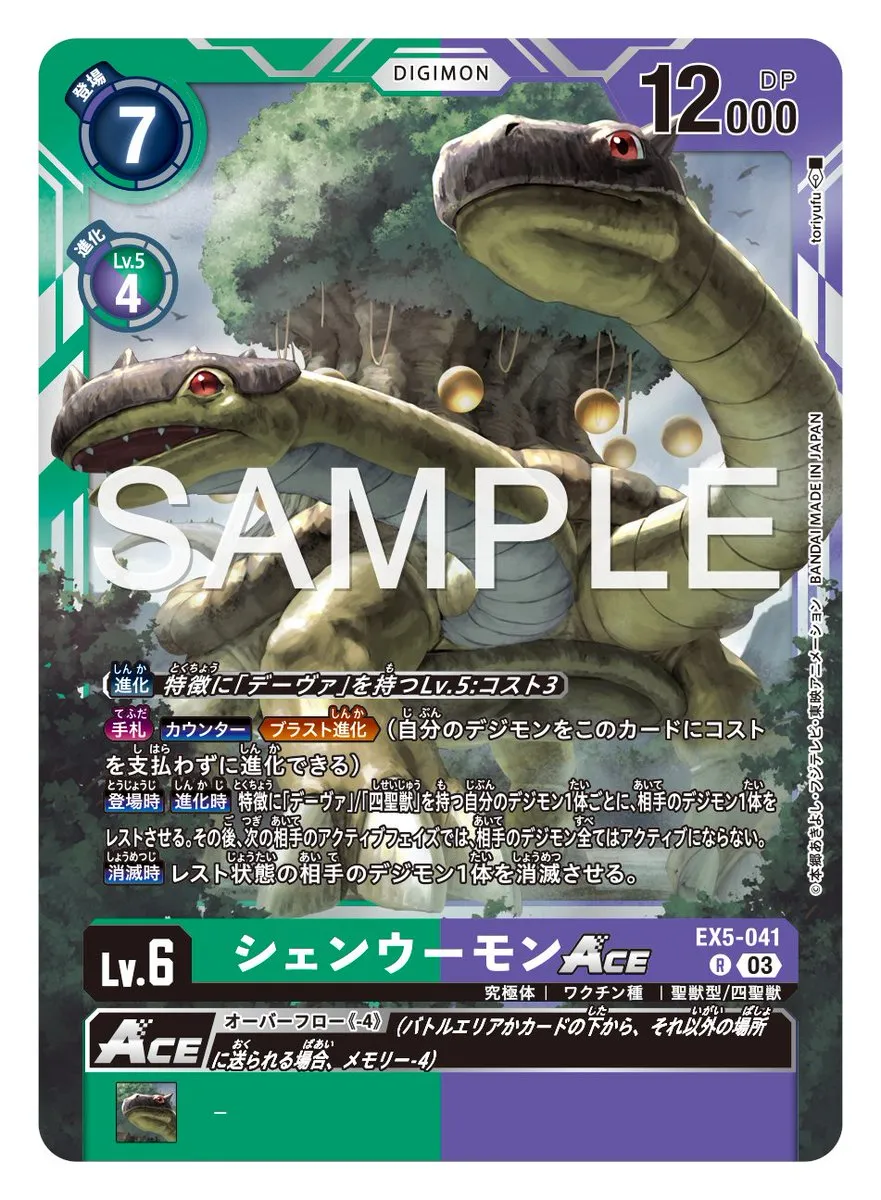 DIGIMON
登場
7
12000
DP
進化
Lv.5
4
toriyufu
SAMPLE
©本郷あきよし・フジテレビ・東映アニメーション BANDAI MADE IN JAPAN
進化 特徴に「デーヴァ」を持つLv.5:コスト3
手札 カウンター ブラスト進化 (自分のデジモンをこのカードにコスト
を支払わずに進化できる)
登場時 進化時 特徴に「デーヴァ」/「四聖獣」を持つ自分のデジモン1体ごとに、相手のデジモン1体を
レストさせる。その後、次の相手のアクティブフェイズでは、相手のデジモン全てはアクティブにならない。
消滅時 レスト状態の相手のデジモン1体を消滅させる。
Lv.6
シェンウーモンACE
EX5-041
R 03
究極体 | ワクチン種 | 聖獣型/四聖獣
ACE
オーバーフロー《-4》 (バトルエリアかカードの下から、それ以外の場所
に送られる場合、メモリー-4)
–